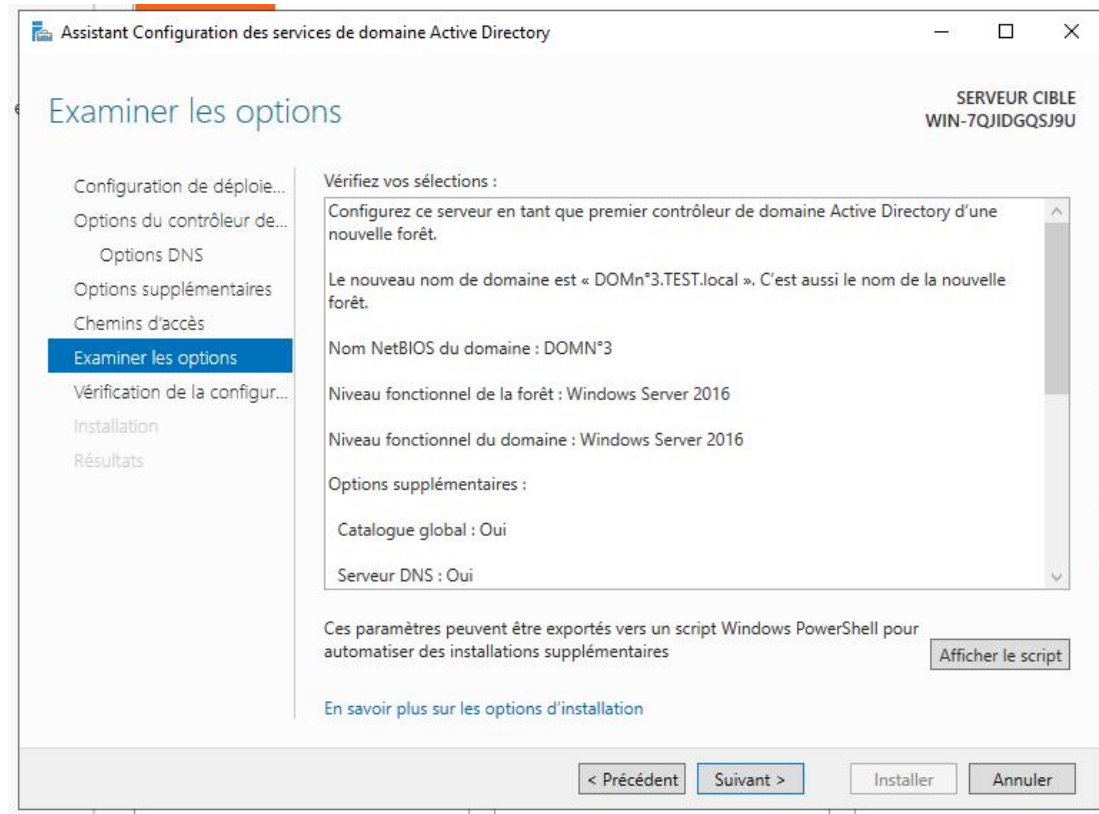 Assistant Configuration des services de domaine Active Directory
Examiner les options
SERVEUR CIBLE
WIN-7QJIDGQSJ9U
Configuration de déploie...
Options du contrôleur de...
Options DNS
Options supplémentaires
Chemins d'accès
Examiner les options
Vérification de la configur...
Installation
Résultats
Vérifiez vos sélections :
Configurez ce serveur en tant que premier contrôleur de domaine Active Directory d'une
nouvelle forêt.
Le nouveau nom de domaine est « DOMn°3.TEST.local ». C'est aussi le nom de la nouvelle
forêt.
Nom NetBIOS du domaine : DOMN°3
Niveau fonctionnel de la forêt : Windows Server 2016
Niveau fonctionnel du domaine : Windows Server 2016
Options supplémentaires :
Catalogue global : Oui
Serveur DNS : Oui
Ces paramètres peuvent être exportés vers un script Windows PowerShell pour
automatiser des installations supplémentaires
Afficher le script
En savoir plus sur les options d'installation
< Précédent
Suivant >
Installer
Annuler